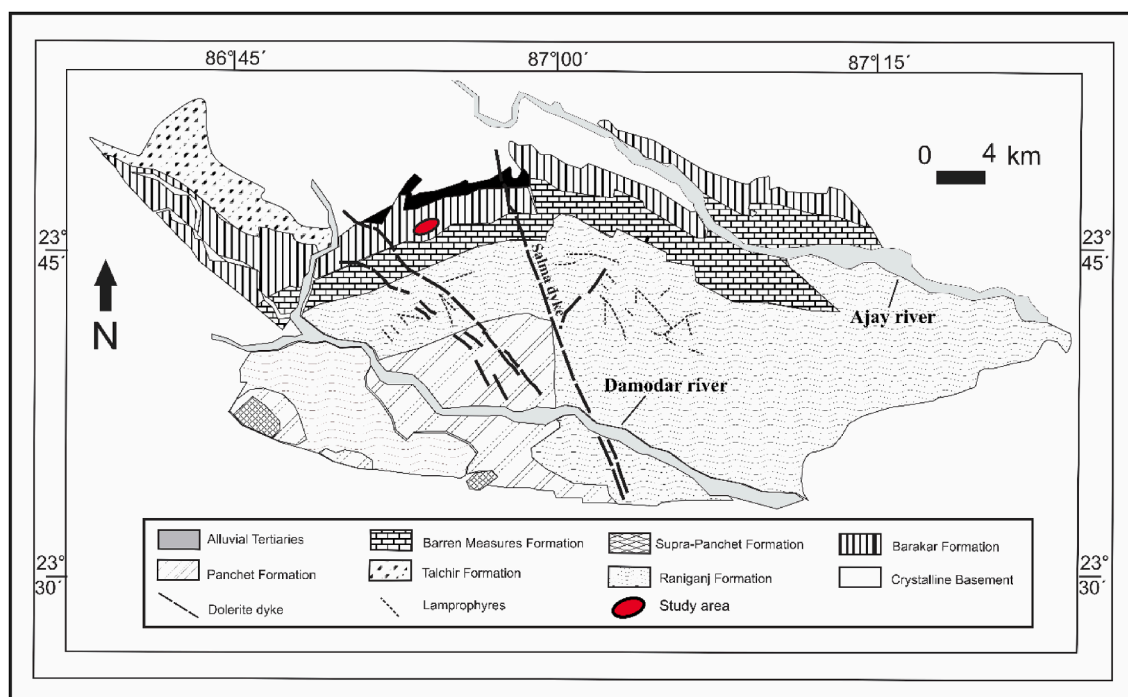 86°45´
87°00´
87°15´
0 4 km
23°
45´
23°
45´
N
Salma dyke
Ajay river
Damodar river
Alluvial Tertiaries
Barren Measures Formation
Supra-Panchet Formation
Barakar Formation
Panchet Formation
Talchir Formation
Raniganj Formation
Crystalline Basement
Dolerite dyke
Lamprophyres
Study area
23°
30´
23°
30´